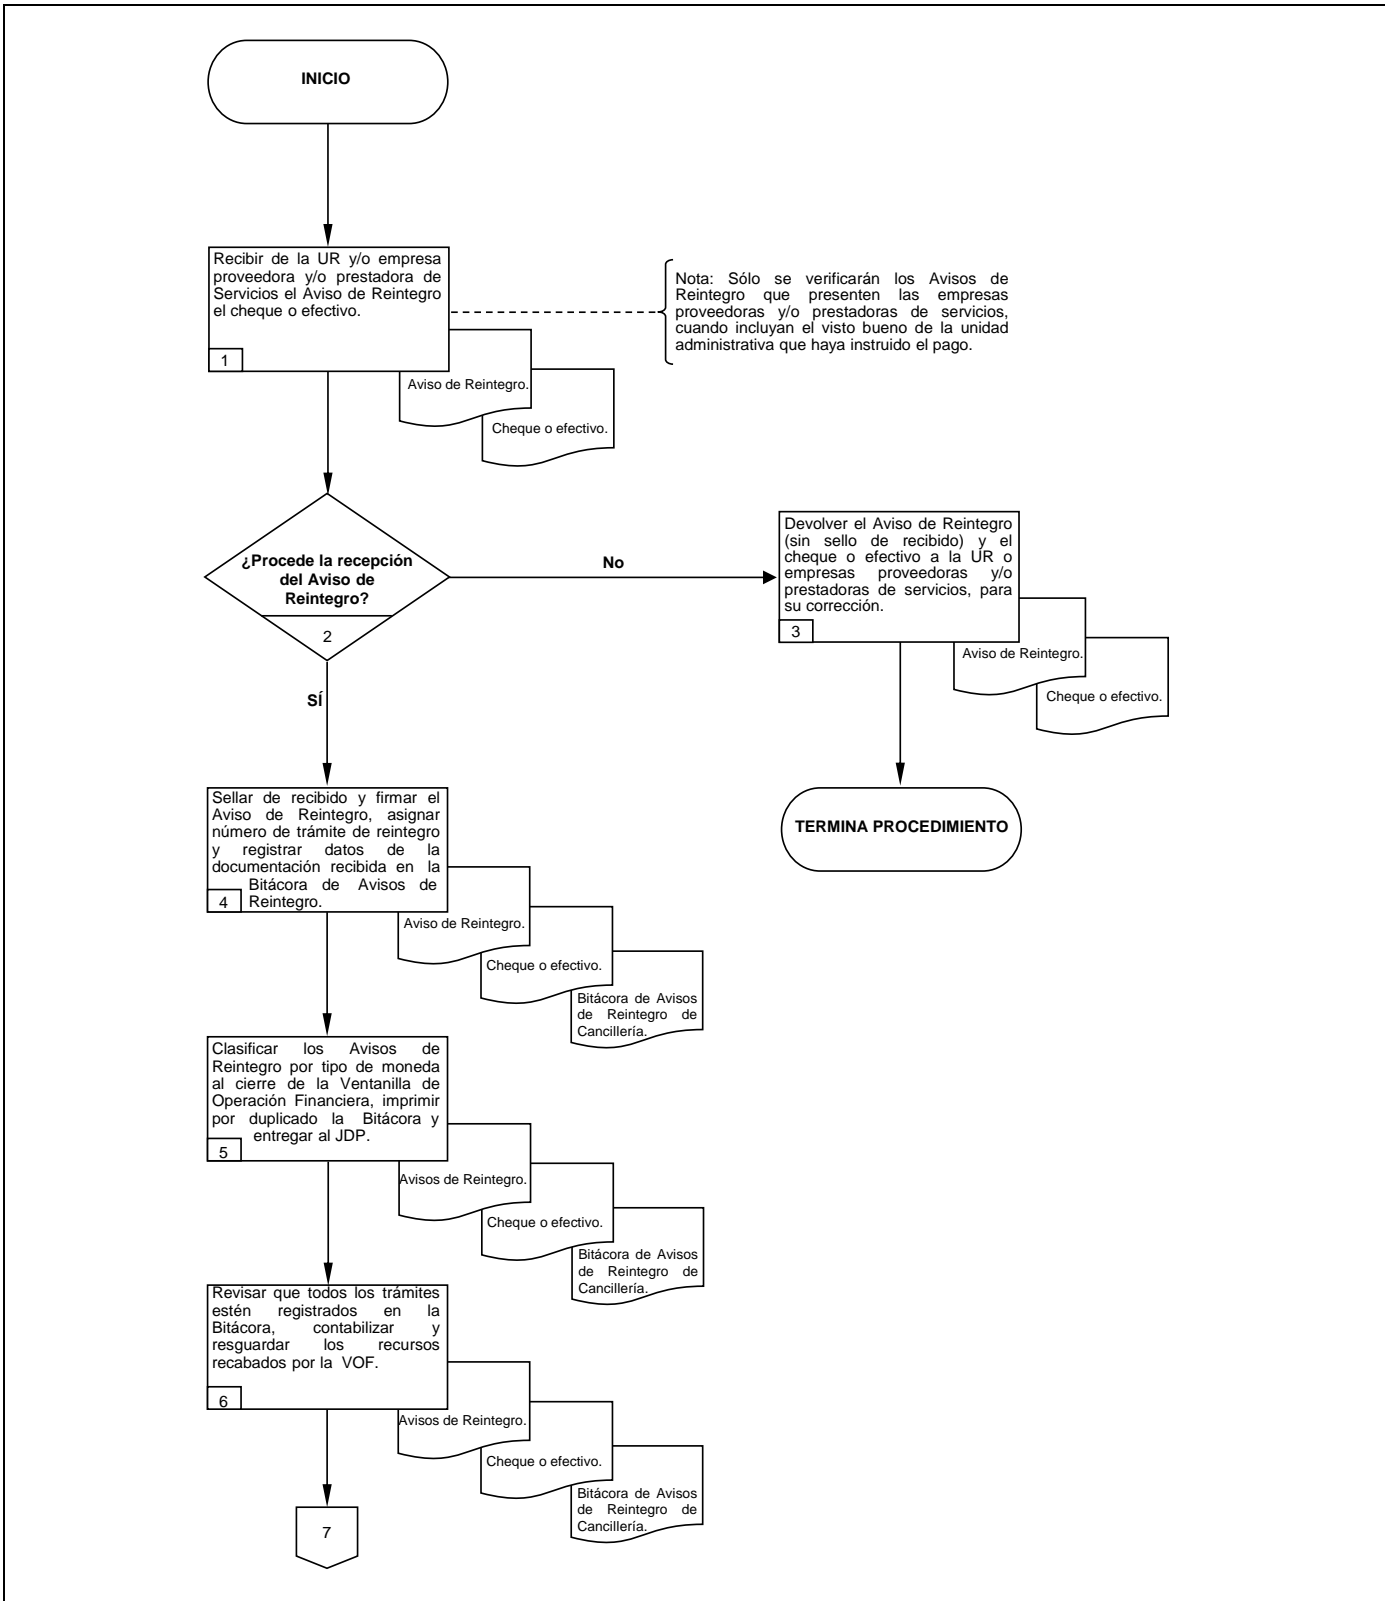 INICIO
Recibir de la UR y/o empresa
proveedora y/o prestadora de
Servicios el Aviso de Reintegro
el cheque o efectivo.
1
Nota: Sólo se verificarán los Avisos de
Reintegro que presenten las empresas
proveedoras y/o prestadoras de servicios,
cuando incluyan el visto bueno de la unidad
administrativa que haya instruido el pago.
Aviso de Reintegro.
Cheque o efectivo.
¿Procede la recepción
del Aviso de
Reintegro?
2
No
Devolver el Aviso de Reintegro
(sin sello de recibido) y el
cheque o efectivo a la UR o
empresas proveedoras y/o
prestadoras de servicios, para
su corrección.
3
Aviso de Reintegro.
Cheque o efectivo.
TERMINA PROCEDIMIENTO
SÍ
Sellar de recibido y firmar el
Aviso de Reintegro, asignar
número de trámite de reintegro
y registrar datos de la
documentación recibida en la
Bitácora de Avisos de
Reintegro.
4
Aviso de Reintegro.
Cheque o efectivo.
Bitácora de Avisos
de Reintegro de
Cancillería.
Clasificar los Avisos de
Reintegro por tipo de moneda
al cierre de la Ventanilla de
Operación Financiera, imprimir
por duplicado la Bitácora y
entregar al JDP.
5
Avisos de Reintegro.
Cheque o efectivo.
Bitácora de Avisos
de Reintegro de
Cancillería.
Revisar que todos los trámites
estén registrados en la
Bitácora, contabilizar y
resguardar los recursos
recabados por la VOF.
6
Avisos de Reintegro.
Cheque o efectivo.
Bitácora de Avisos
de Reintegro de
Cancillería.
7